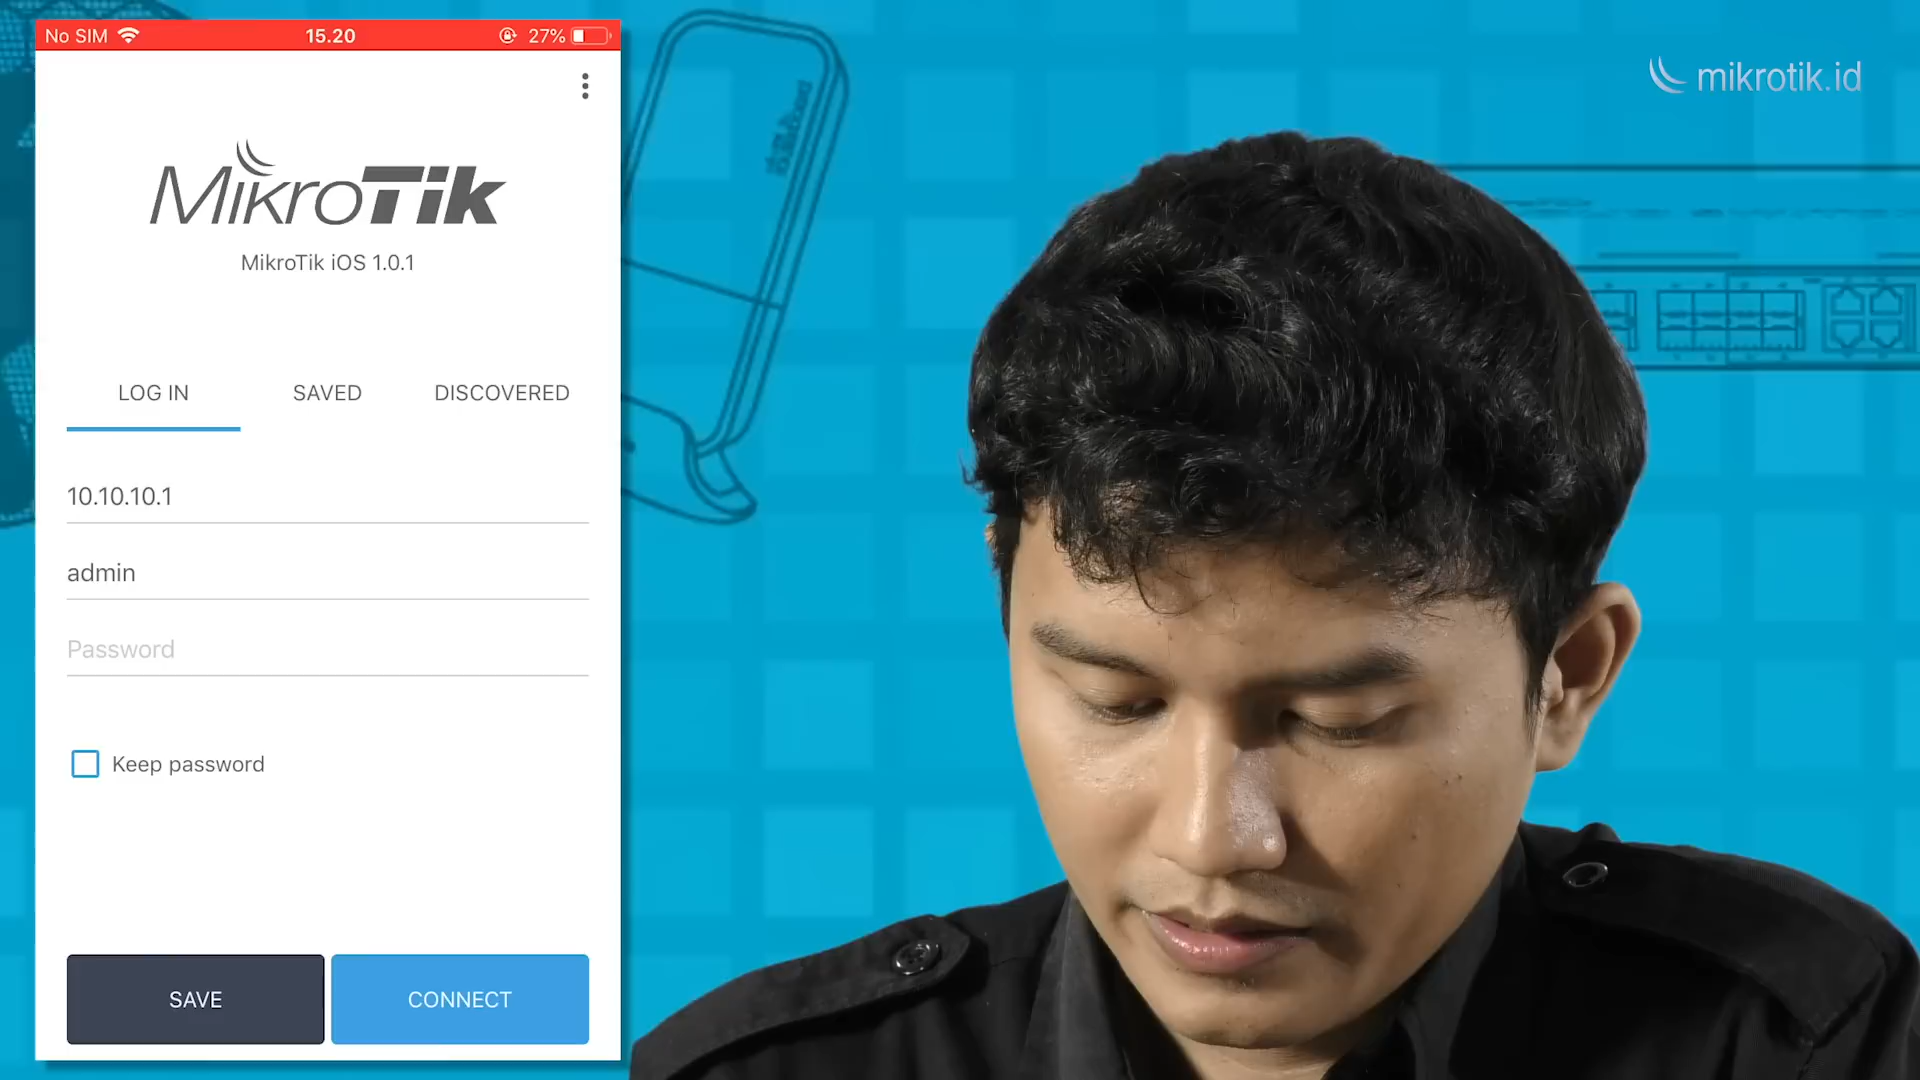 No SIM 15.20 27%
MikroTik
MikroTik iOS 1.0.1
LOG IN SAVED DISCOVERED
10.10.10.1
admin
Password
Keep password
SAVE CONNECT
mikrotik.id